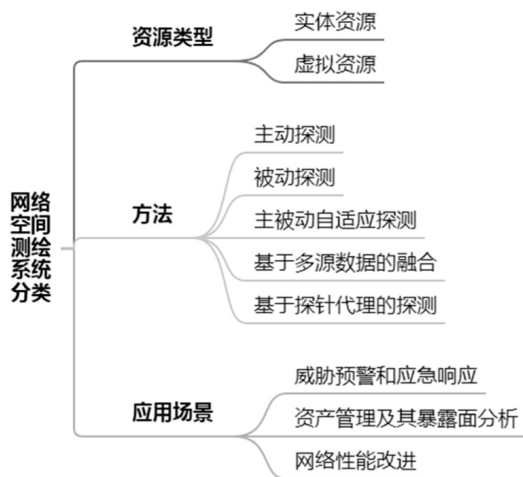 网络
空间
测绘
系统
分类
资源类型
实体资源
虚拟资源
方法
主动探测
被动探测
主被动自适应探测
基于多源数据的融合
基于探针代理的探测
应用场景
威胁预警和应急响应
资产管理及其暴露面分析
网络性能改进